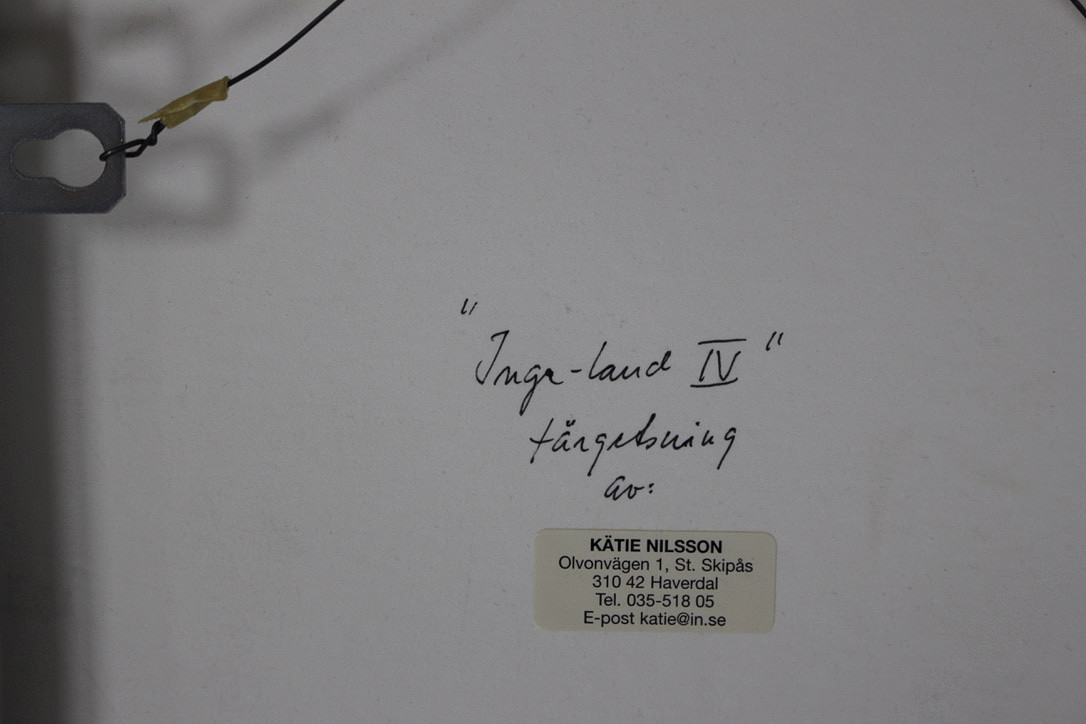 "Inga-land IV"
färgetsning
av:
KÄTIE NILSSON
Olvonvägen 1, St. Skipås
310 42 Haverdal
Tel. 035-518 05
E-post katie@in.se